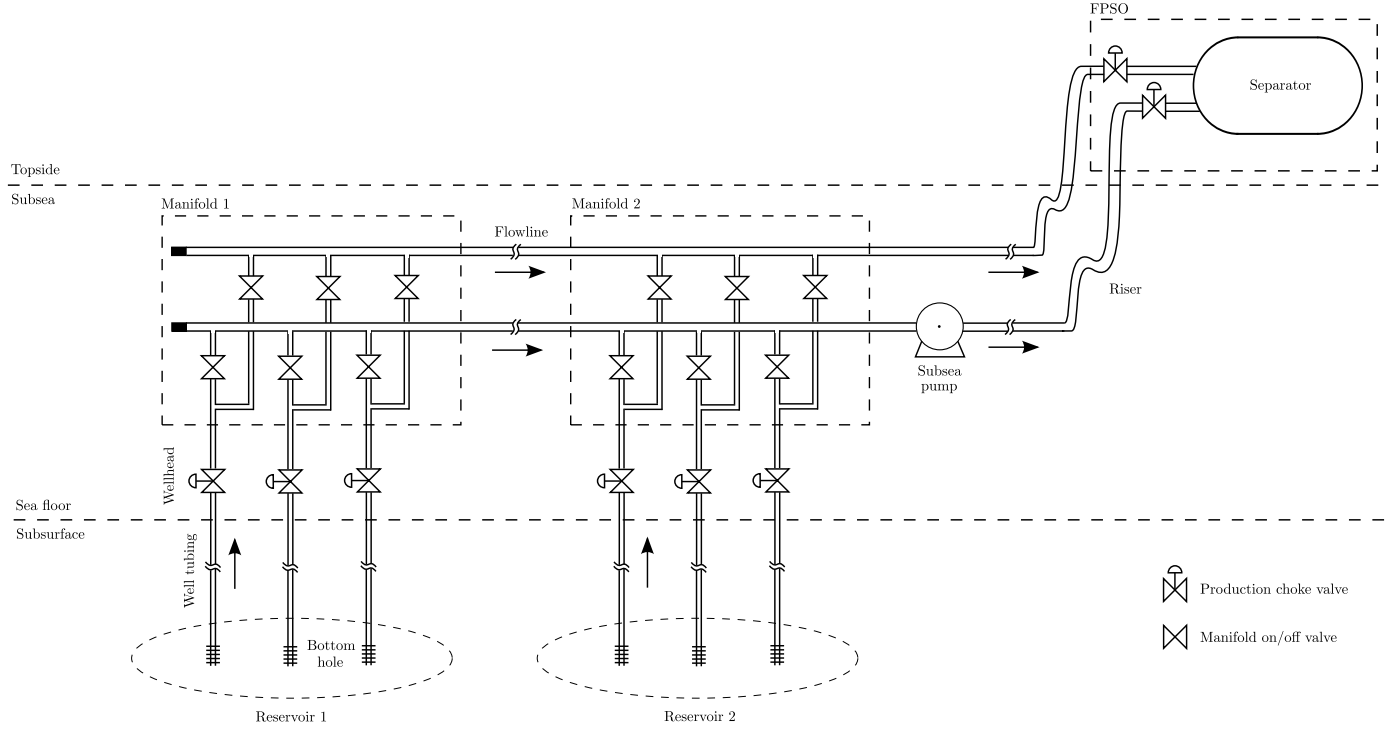 FPSO
Separator
Topside
Subsea
Manifold 1
Manifold 2
Flowline
Riser
Subsea
pump
Wellhead
Sea floor
Subsurface
Well tubing
Production choke valve
Manifold on/off valve
Bottom
hole
Reservoir 1
Reservoir 2